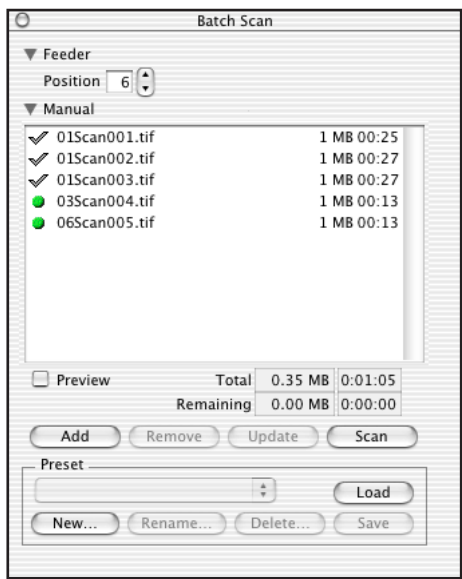 Batch Scan
Feeder
Position 6
Manual
01Scan001.tif 1 MB 00:25
01Scan002.tif 1 MB 00:27
01Scan003.tif 1 MB 00:27
03Scan004.tif 1 MB 00:13
06Scan005.tif 1 MB 00:13
Preview Total 0.35 MB 0:01:05
Remaining 0.00 MB 0:00:00
Add Remove Update Scan
Preset
Load
New... Rename... Delete... Save